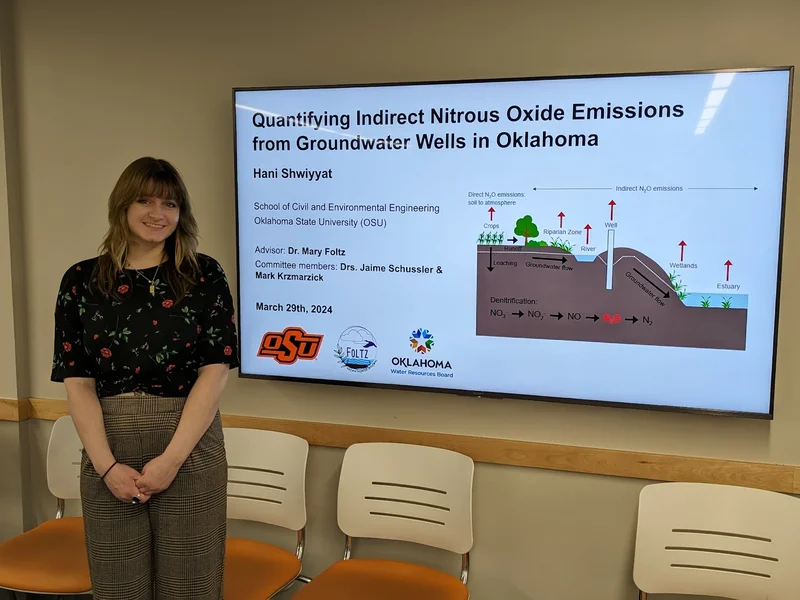 Quantifying Indirect Nitrous Oxide Emissions
from Groundwater Wells in Oklahoma
Hani Shwiyyat
School of Civil and Environmental Engineering
Oklahoma State University (OSU)
Advisor: Dr. Mary Foltz
Committee members: Drs. Jaime Schussler &
Mark Krzmarzick
March 29th, 2024
OSU
FOLTZ
OKLAHOMA
Water Resources Board
Direct N₂O emissions:
soil to atmosphere
Indirect N₂O emissions
Crops
Riparian Zone
Well
River
Runoff
Leaching
Groundwater flow
Groundwater flow
Wetlands
Estuary
Denitrification:
NO₃ → NO₂ → NO → N₂O → N₂